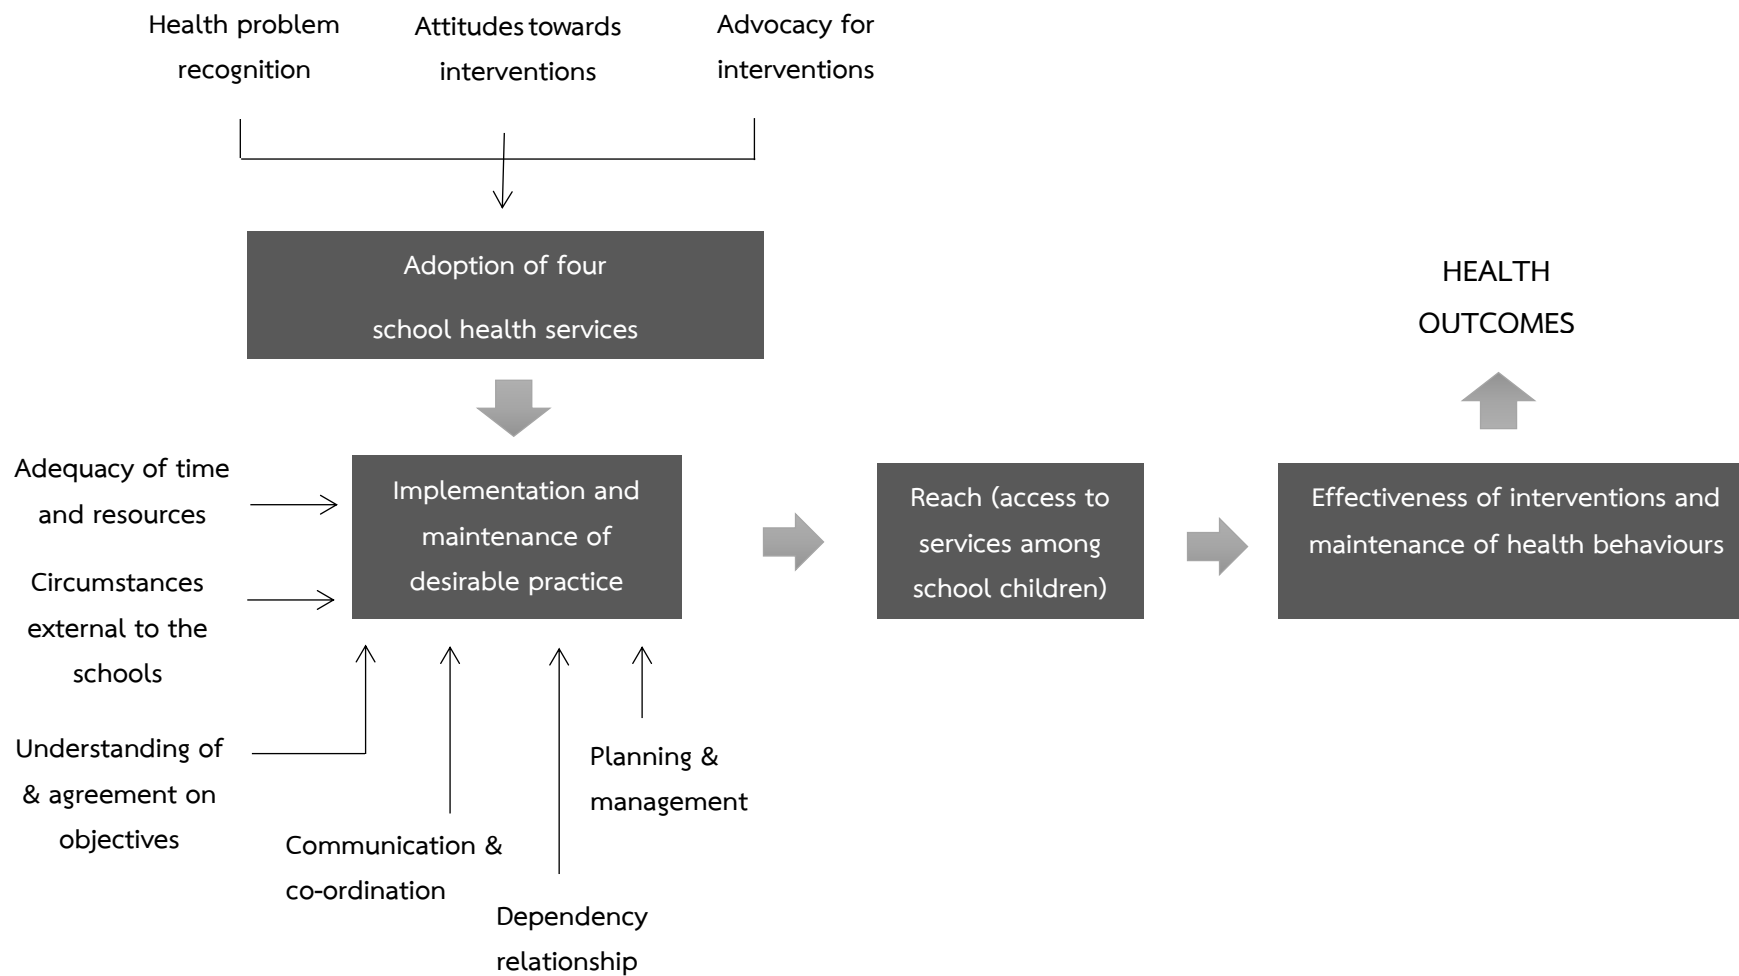 Health problem
recognition
Attitudes towards
interventions
Advocacy for
interventions
Adoption of four
school health services
HEALTH
OUTCOMES
Adequacy of time
and resources
Implementation and
maintenance of
desirable practice
Reach (access to
services among
school children)
Effectiveness of interventions and
maintenance of health behaviours
Circumstances
external to the
schools
Understanding of
& agreement on
objectives
Communication &
co-ordination
Dependency
relationship
Planning &
management